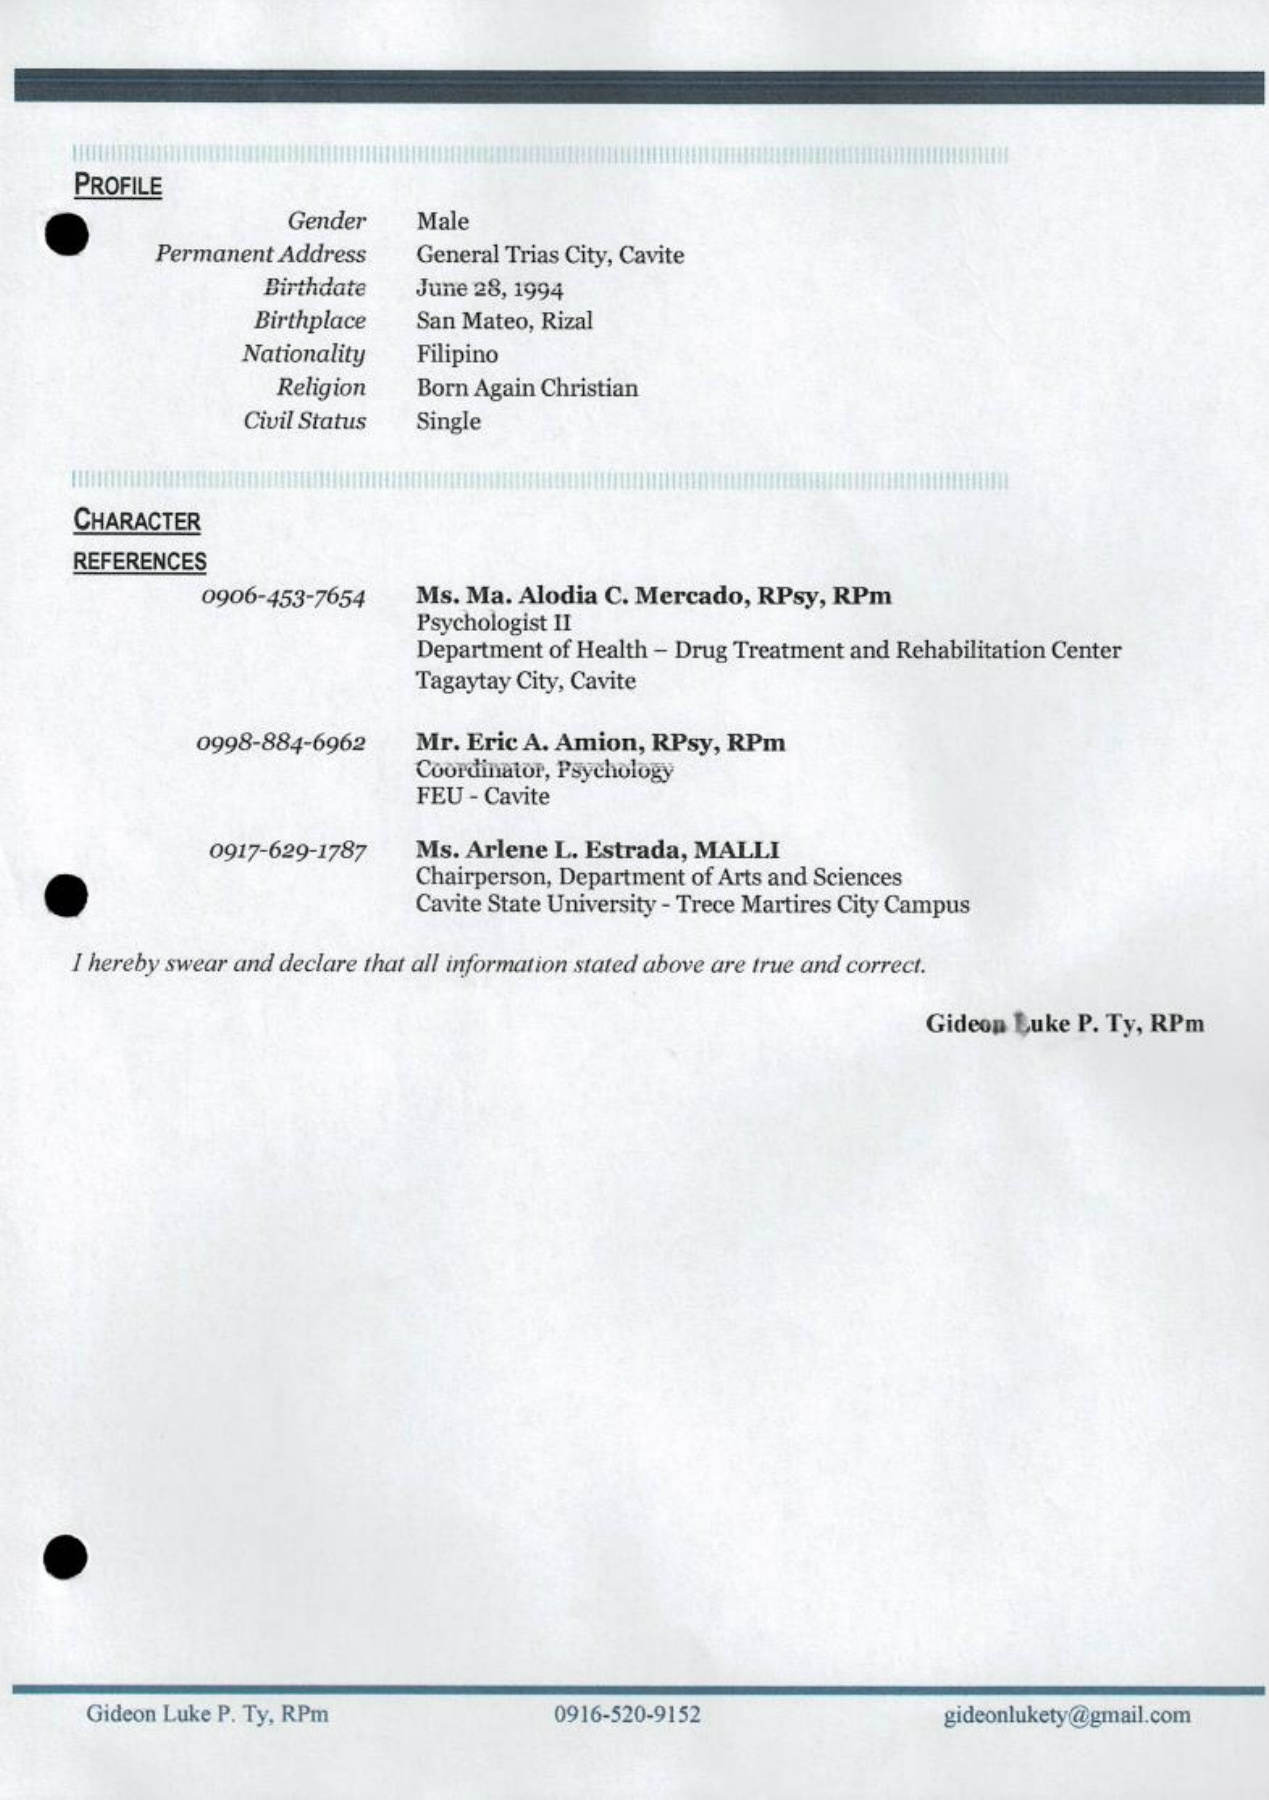 PROFILE
Gender Male
Permanent Address General Trias City, Cavite
Birthdate June 28, 1994
Birthplace San Mateo, Rizal
Nationality Filipino
Religion Born Again Christian
Civil Status Single
CHARACTER
REFERENCES
0906-453-7654 Ms. Ma. Alodia C. Mercado, RPsy, RPm
Psychologist II
Department of Health – Drug Treatment and Rehabilitation Center
Tagaytay City, Cavite
0998-884-6962 Mr. Eric A. Amion, RPsy, RPm
Coordinator, Psychology
FEU - Cavite
0917-629-1787 Ms. Arlene L. Estrada, MALLI
Chairperson, Department of Arts and Sciences
Cavite State University - Trece Martires City Campus
I hereby swear and declare that all information stated above are true and correct.
Gideon Luke P. Ty, RPm
Gideon Luke P. Ty, RPm 0916-520-9152 gideonlukety@gmail.com